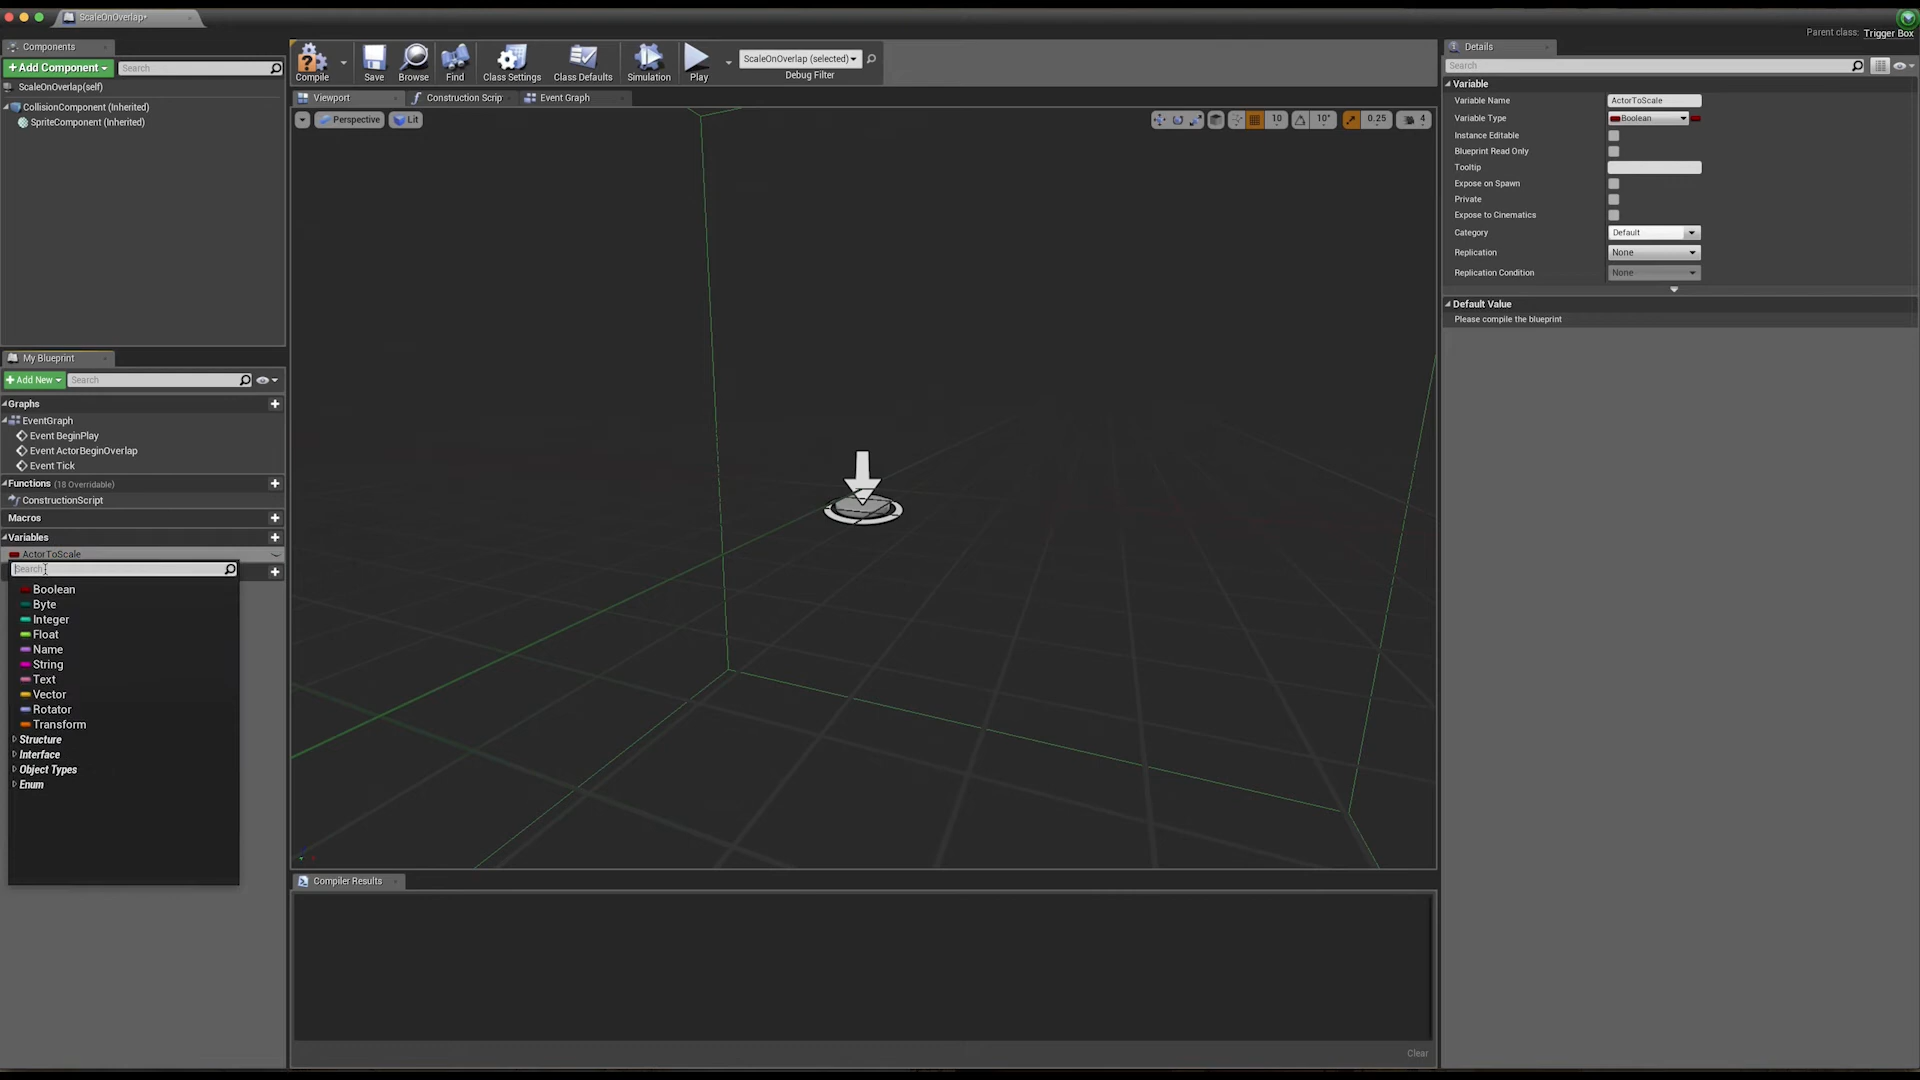 ScaleOnOverlap*
Parent class: Trigger Box
Components
+Add Component
Search
ScaleOnOverlap(self)
CollisionComponent (Inherited)
SpriteComponent (Inherited)
Compile
Save
Browse
Find
Class Settings
Class Defaults
Simulation
Play
ScaleOnOverlap (selected)
Debug Filter
Viewport
Construction Scrip
Event Graph
Perspective
Lit
10
10°
0.25
4
My Blueprint
+Add New
Search
Graphs
EventGraph
Event BeginPlay
Event ActorBeginOverlap
Event Tick
Functions (18 Overridable)
ConstructionScript
Macros
Variables
ActorToScale
Search
Boolean
Byte
Integer
Float
Name
String
Text
Vector
Rotator
Transform
Structure
Interface
Object Types
Enum
Compiler Results
Clear
Details
Search
Variable
Variable Name ActorToScale
Variable Type Boolean
Instance Editable
Blueprint Read Only
Tooltip
Expose on Spawn
Private
Expose to Cinematics
Category Default
Replication None
Replication Condition None
Default Value
Please compile the blueprint